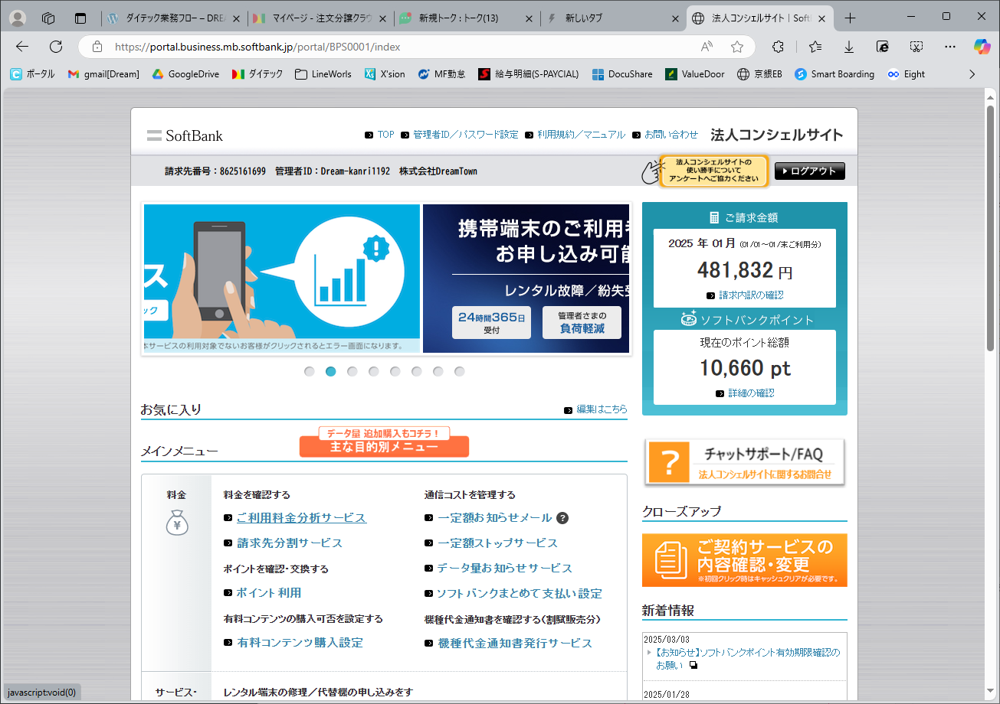 ダイテック業務フロー – DRE
マイページ - 注文分譲クラウ
新規トーク : トーク(13)
新しいタブ
法人コンシェルサイト | Soft
https://portal.business.mb.softbank.jp/portal/BPS0001/index
ポータル
gmail[Dream]
GoogleDrive
ダイテック
LineWorls
X'sion
MF勤怠
給与明細(S-PAYCIAL)
DocuShare
ValueDoor
京銀EB
Smart Boarding
Eight
SoftBank
TOP
管理者ID／パスワード設定
利用規約／マニュアル
お問い合わせ
法人コンシェルサイト
請求先番号：8625161699 管理者ID：Dream-kanri1192 株式会社DreamTown
法人コンシェルサイトの
使い勝手について
アンケートへご協力ください
ログアウト
ス
ック
本サービスの利用対象でないお客様がクリックされるとエラー画面になります。
携帯端末のご利用者
お申し込み可能
レンタル故障／紛失
24時間365日
受付
管理者さまの
負荷軽減
ご請求金額
2025 年 01 月 (01/01～01/末ご利用分)
481,832 円
請求内訳の確認
ソフトバンクポイント
現在のポイント総額
10,660 pt
詳細の確認
お気に入り
編集はこちら
メインメニュー
データ量 追加購入もコチラ！
主な目的別メニュー
料金
¥
料金を確認する
ご利用料金分析サービス
請求先分割サービス
ポイントを確認・交換する
ポイント利用
有料コンテンツの購入可否を設定する
有料コンテンツ購入設定
通信コストを管理する
一定額お知らせメール ?
一定額ストップサービス
データ量お知らせサービス
ソフトバンクまとめて支払い設定
機種代金通知書を確認する(割賦販売分)
機種代金通知書発行サービス
サービス・
レンタル端末の修理／代替機の申し込みをす
? チャットサポート/FAQ
法人コンシェルサイトに関するお問合せ
クローズアップ
ご契約サービスの
内容確認・変更
※初回クリック時はキャッシュクリアが必要です。
新着情報
2025/03/03
【お知らせ】ソフトバンクポイント有効期限確認の
お願い
2025/01/28
javascript:void(0)